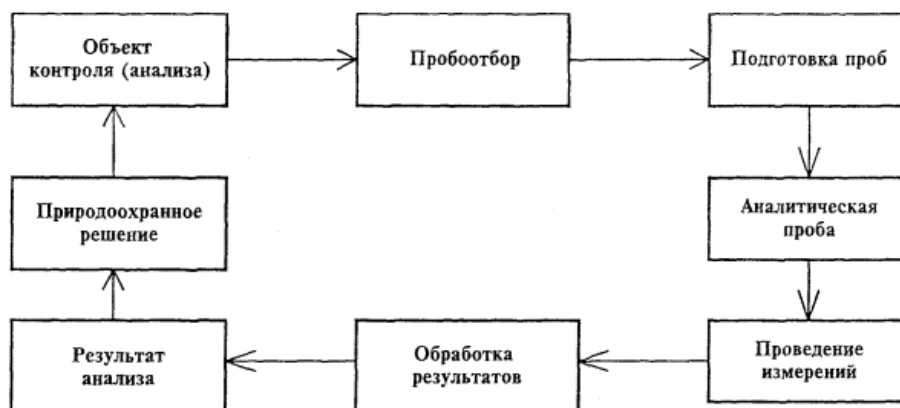 Объект
контроля (анализа)
Пробоотбор
Подготовка проб
Аналитическая
проба
Проведение
измерений
Обработка
результатов
Результат
анализа
Природоохранное
решение